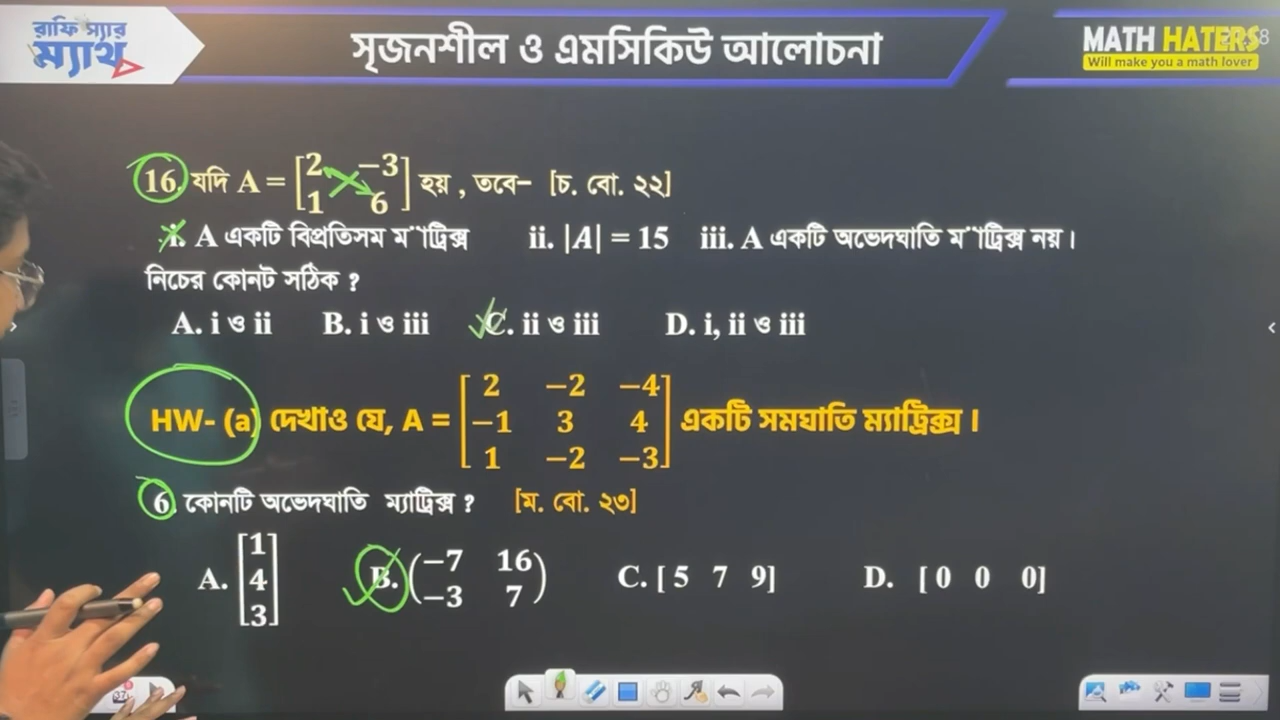 রাফি স্যার
ম্যাথ
সৃজনশীল ও এমসিকিউ আলোচনা
MATH HATERS
Will make you a math lover
16. যদি A = [2 −3
1 6] হয় , তবে− [চ. বো. ২২]
i. A একটি বিপ্রতিসম ম্যাট্রিক্স ii. |A| = 15 iii. A একটি অভেদঘাতি ম্যাট্রিক্স নয়।
নিচের কোনট সঠিক ?
A. i ও ii B. i ও iii C. ii ও iii D. i, ii ও iii
HW- (a) দেখাও যে, A = [2 −2 −4
−1 3 4
1 −2 −3] একটি সমঘাতি ম্যাট্রিক্স।
6. কোনটি অভেদঘাতি ম্যাট্রিক্স ? [ম. বো. ২৩]
A. [1
4
3] B. (−7 16
−3 7) C. [5 7 9] D. [0 0 0]